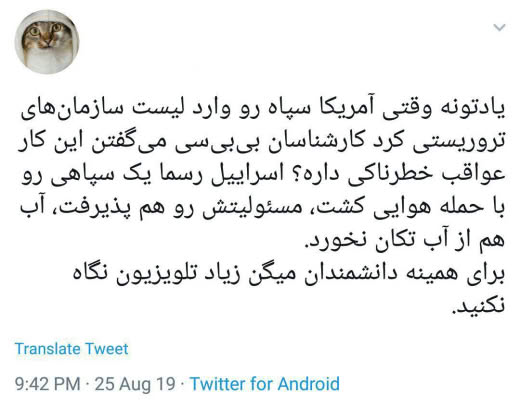 یادتونه وقتی آمریکا سپاه رو وارد لیست سازمان‌های
تروریستی کرد کارشناسان بی‌بی‌سی می‌گفتن این کار
عواقب خطرناکی داره؟ اسراییل رسما یک سپاهی رو
با حمله هوایی کشت، مسئولیتش رو هم پذیرفت، آب
هم از آب تکان نخورد.
برای همینه دانشمندان میگن زیاد تلویزیون نگاه
نکنید.
Translate Tweet
9:42 PM · 25 Aug 19 · Twitter for Android